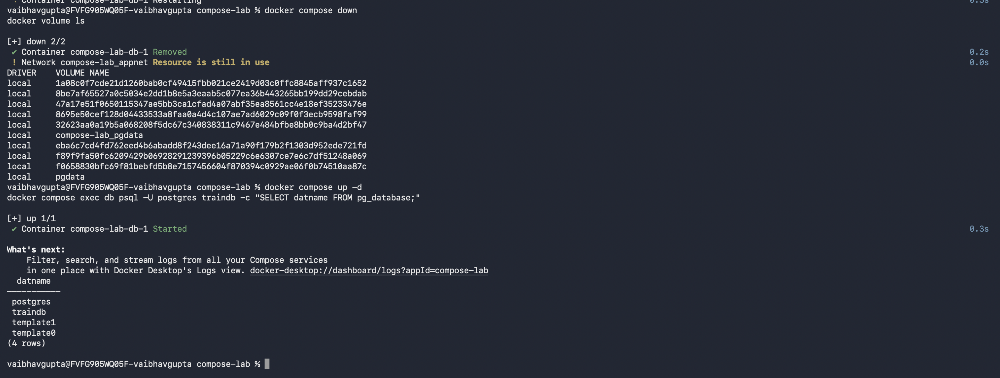 ! Container compose-lab-db-1 Restarting 0.3s
vaibhavgupta@FVFG905WQ05F-vaibhavgupta compose-lab % docker compose down
docker volume ls
[+] down 2/2
✔ Container compose-lab-db-1 Removed 0.2s
! Network compose-lab_appnet Resource is still in use 0.0s
DRIVER VOLUME NAME
local 1a08c0f7cde21d1260bab0cf49415fbb021ce2419d03c0ffc8845aff937c1652
local 8be7af65527a0c5034e2dd1b8e5a3eaab5c077ea36b443265bb199dd29cebdab
local 47a17e51f0650115347ae5bb3ca1cfad4a07abf35ea8561cc4e18ef35233476e
local 8695e50cef128d04433533a8faa0a4d4c107ae7ad6029c09f0f3ecb9598faf99
local 32623aa0a19b5a068208f5dc67c340838311c9467e484bfbe8bb0c9ba4d2bf47
local compose-lab_pgdata
local eba6c7cd4fd762eed4b6abadd8f243dee16a71a90f179b2f1303d952ede721fd
local f89f9fa50fc6209429b06928291239396b05229c6e6307ce7e6c7df51248a069
local f0658830bfc69f81bebfd5b8e7157456604f870394c0929ae06f0b74510aa87c
local pgdata
vaibhavgupta@FVFG905WQ05F-vaibhavgupta compose-lab % docker compose up -d
docker compose exec db psql -U postgres traindb -c "SELECT datname FROM pg_database;"
[+] up 1/1
✔ Container compose-lab-db-1 Started 0.3s
What's next:
Filter, search, and stream logs from all your Compose services
in one place with Docker Desktop's Logs view. docker-desktop://dashboard/logs?appId=compose-lab
datname
-----------
postgres
traindb
template1
template0
(4 rows)
vaibhavgupta@FVFG905WQ05F-vaibhavgupta compose-lab %